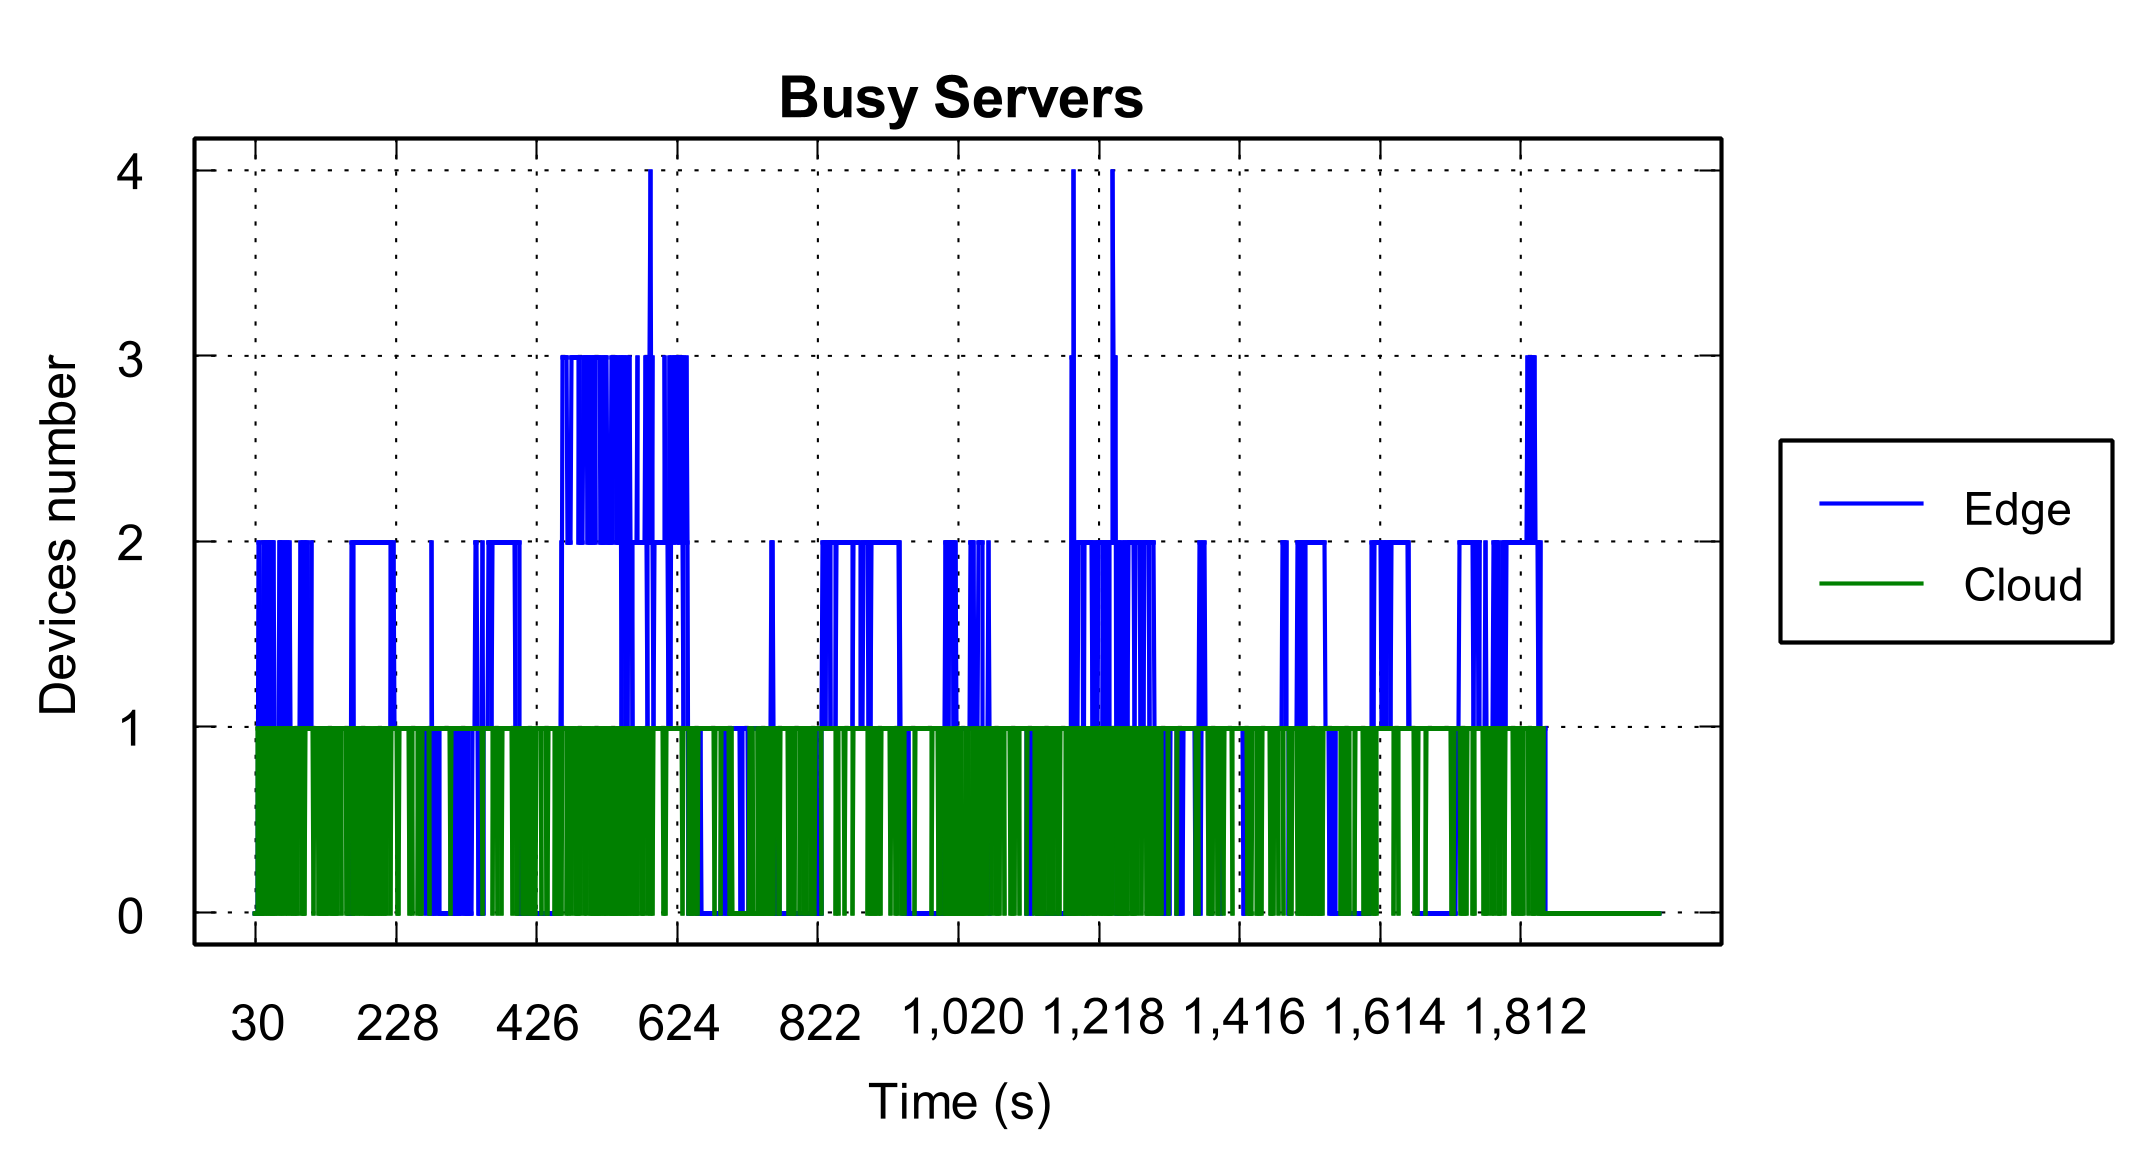 Busy Servers
4
3
2
1
0
Devices number
30 228 426 624 822 1,020 1,218 1,416 1,614 1,812
Time (s)
Edge
Cloud